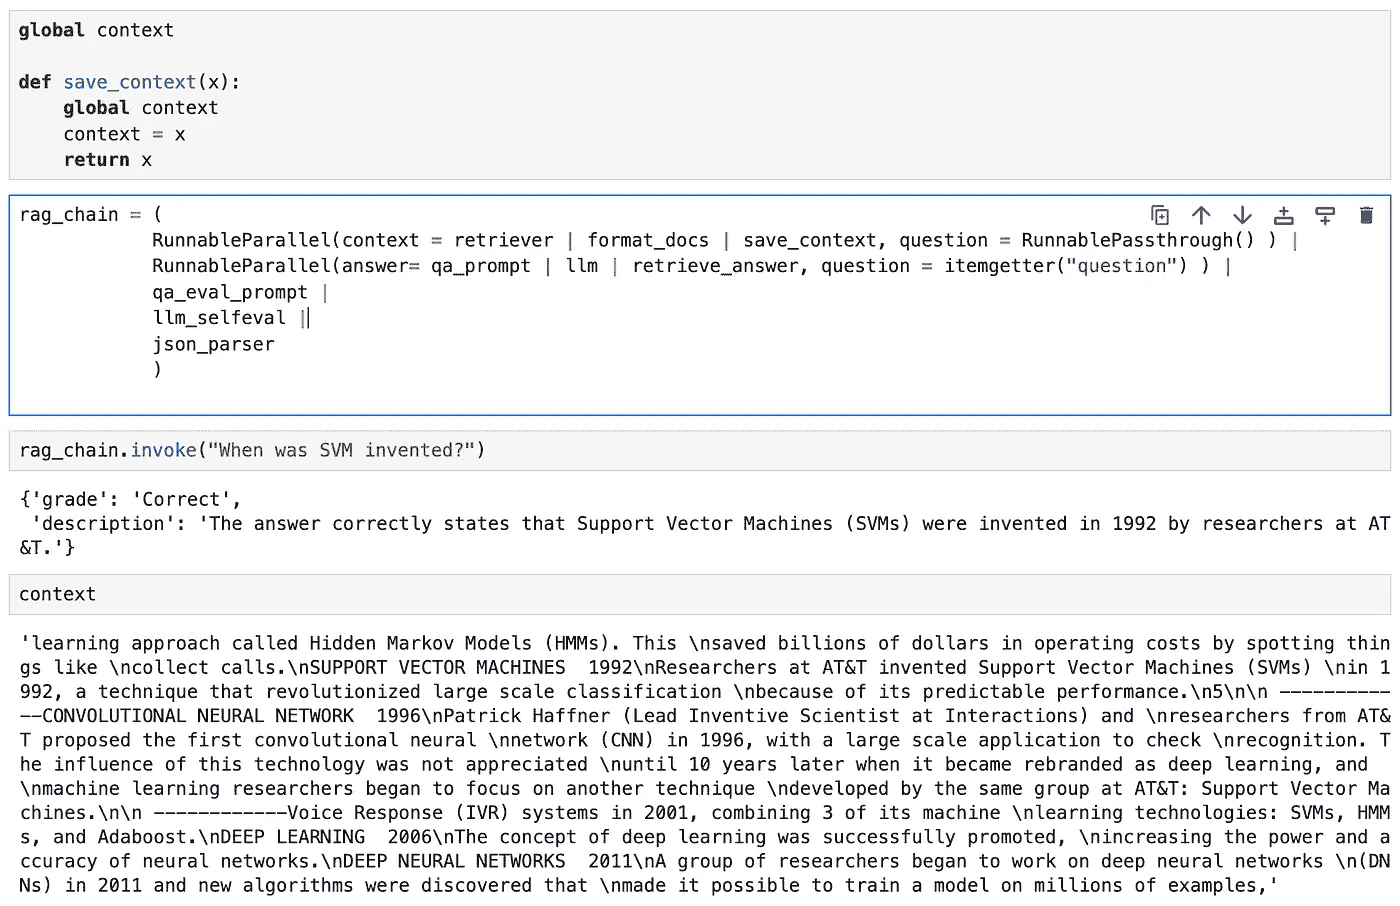 global context
def save_context(x):
    global context
    context = x
    return x
rag_chain = (
            RunnableParallel(context = retriever | format_docs | save_context, question = RunnablePassthrough() ) |
            RunnableParallel(answer= qa_prompt | llm | retrieve_answer, question = itemgetter("question") ) |
            qa_eval_prompt |
            llm_selfeval |
            json_parser
            )
rag_chain.invoke("When was SVM invented?")
{'grade': 'Correct',
 'description': 'The answer correctly states that Support Vector Machines (SVMs) were invented in 1992 by researchers at AT
&T.'}
context
'learning approach called Hidden Markov Models (HMMs). This \nsaved billions of dollars in operating costs by spotting thin
gs like \ncollect calls.\nSUPPORT VECTOR MACHINES  1992\nResearchers at AT&T invented Support Vector Machines (SVMs) \nin 1
992, a technique that revolutionized large scale classification \nbecause of its predictable performance.\n5\n\n ----------
--CONVOLUTIONAL NEURAL NETWORK  1996\nPatrick Haffner (Lead Inventive Scientist at Interactions) and \nresearchers from AT&
T proposed the first convolutional neural \nnetwork (CNN) in 1996, with a large scale application to check \nrecognition. T
he influence of this technology was not appreciated \nuntil 10 years later when it became rebranded as deep learning, and
\nmachine learning researchers began to focus on another technique \ndeveloped by the same group at AT&T: Support Vector Ma
chines.\n\n ------------Voice Response (IVR) systems in 2001, combining 3 of its machine \nlearning technologies: SVMs, HMM
s, and Adaboost.\nDEEP LEARNING  2006\nThe concept of deep learning was successfully promoted, \nincreasing the power and a
ccuracy of neural networks.\nDEEP NEURAL NETWORKS  2011\nA group of researchers began to work on deep neural networks \n(DN
Ns) in 2011 and new algorithms were discovered that \nmade it possible to train a model on millions of examples,'